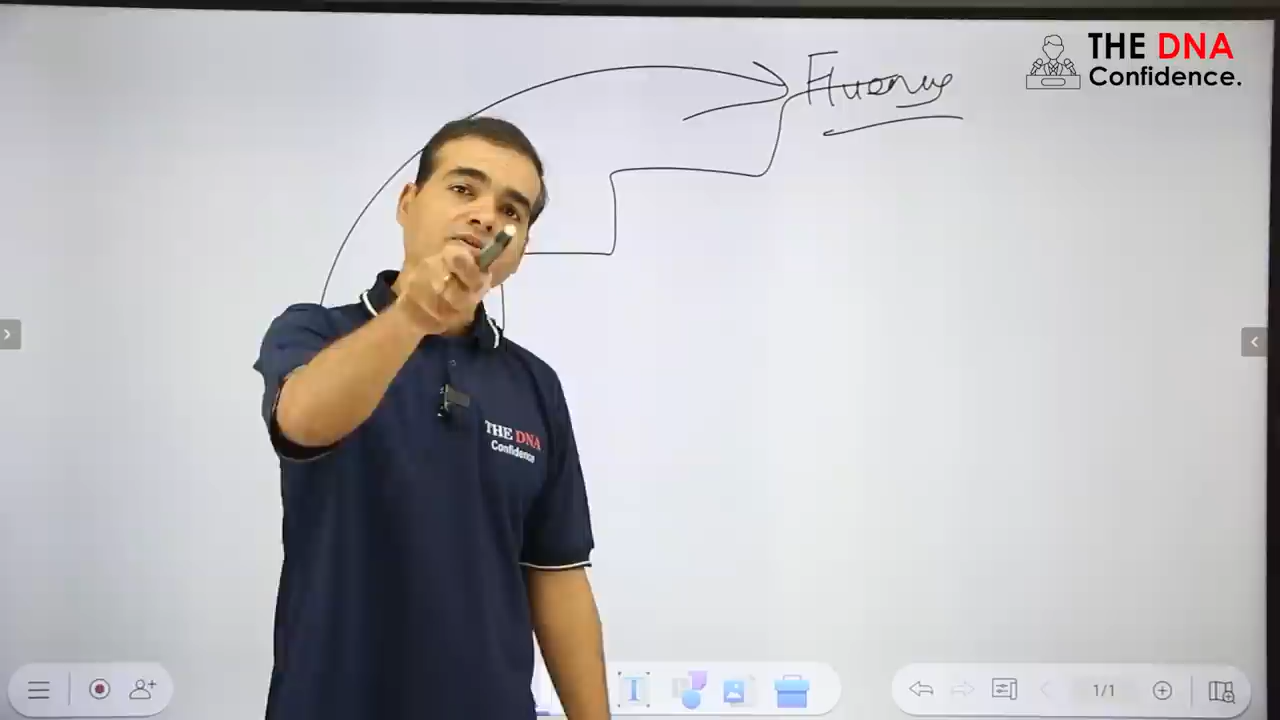 THE DNA
Confidence.
Fluency
THE DNA
Confidence
1/1